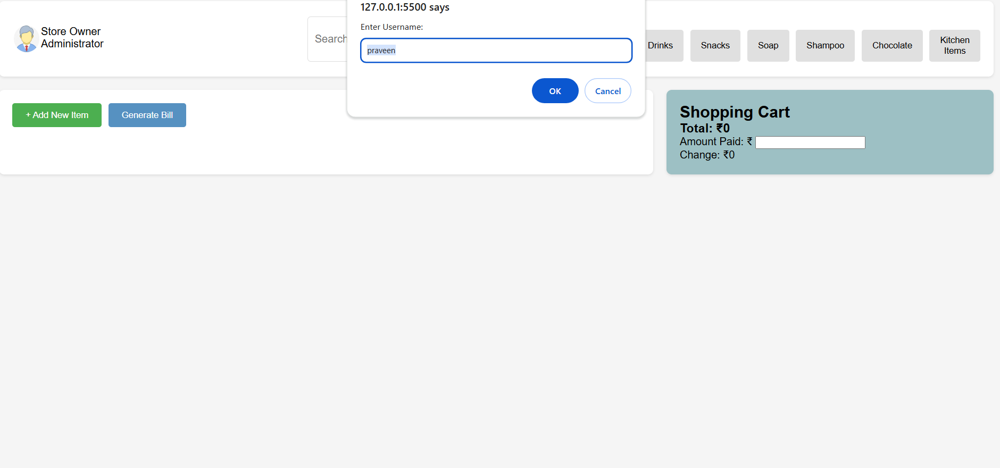 127.0.0.1:5500 says
Enter Username:
praveen
OK
Cancel
Store Owner
Administrator
Search
Drinks
Snacks
Soap
Shampoo
Chocolate
Kitchen
Items
+ Add New Item
Generate Bill
Shopping Cart
Total: ₹0
Amount Paid: ₹
Change: ₹0